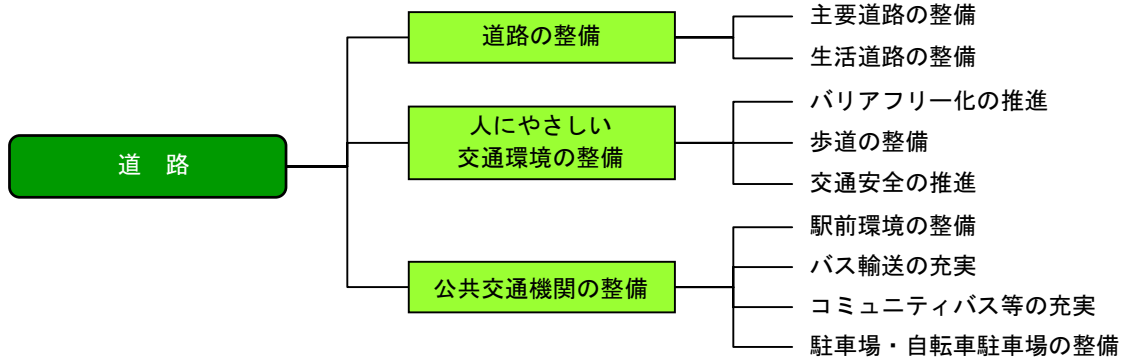 道　路
道路の整備
主要道路の整備
生活道路の整備
人にやさしい
交通環境の整備
バリアフリー化の推進
歩道の整備
交通安全の推進
公共交通機関の整備
駅前環境の整備
バス輸送の充実
コミュニティバス等の充実
駐車場・自転車駐車場の整備